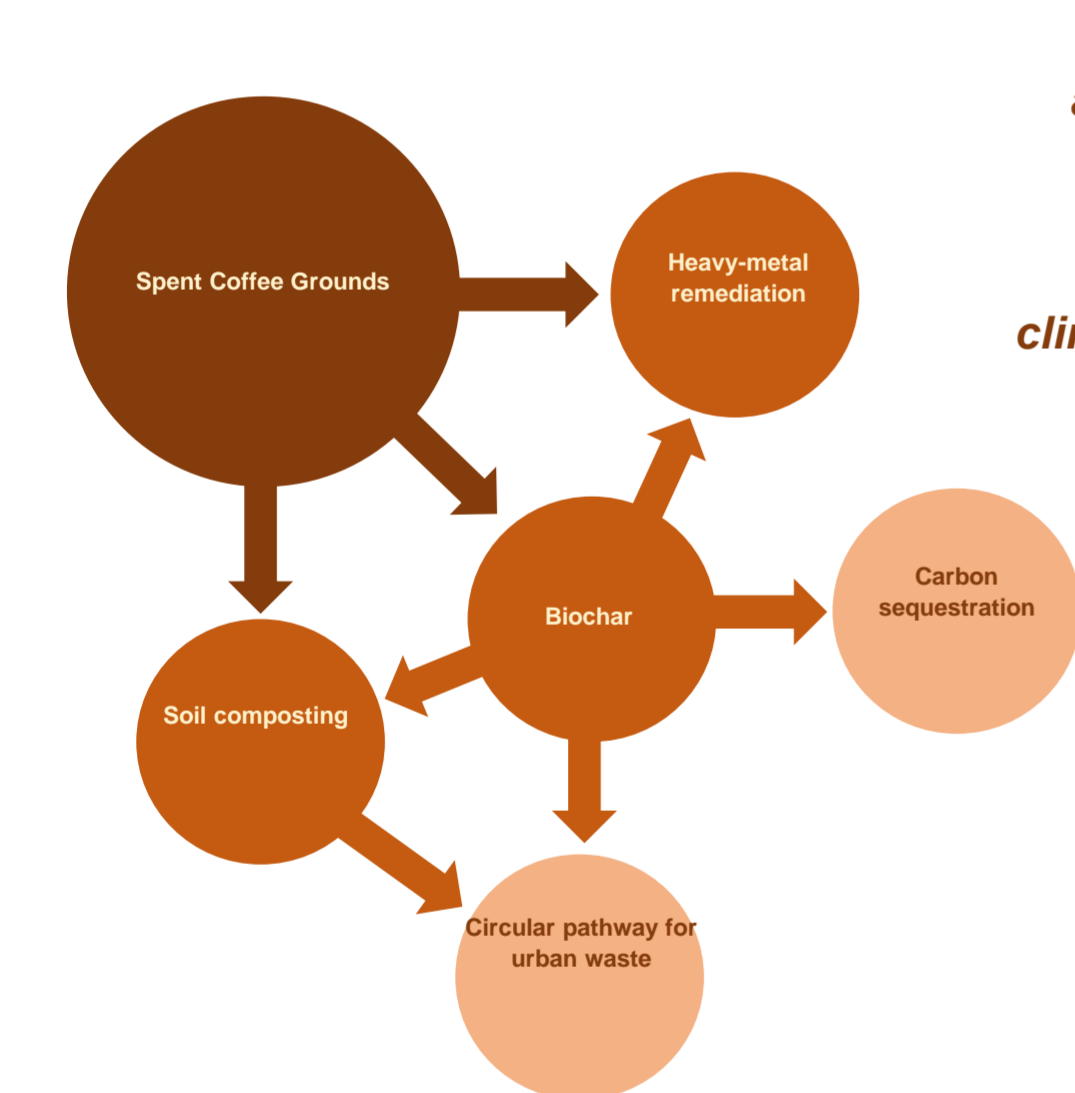 Spent Coffee Grounds
Heavy-metal
remediation
Carbon
sequestration
Biochar
Soil composting
Circular pathway for
urban waste